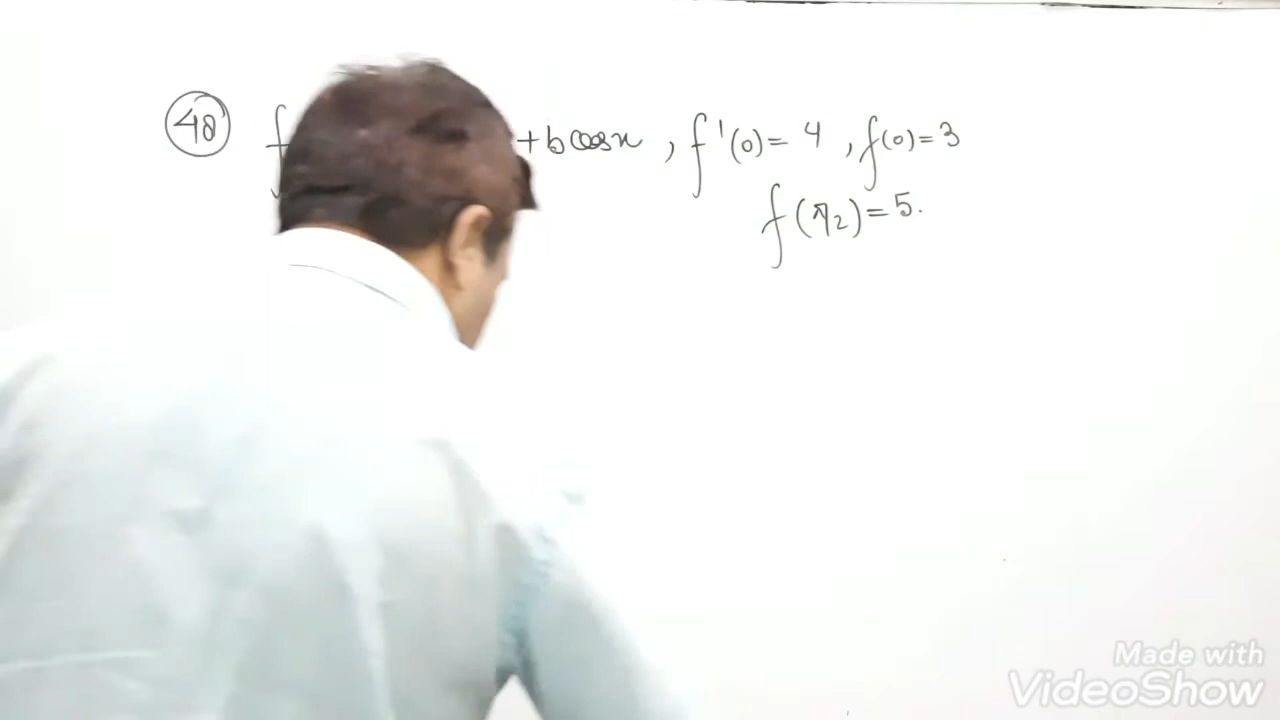 48 f +bcosx , f'(0)= 4 , f(0)=3
f(π/2)=5.
Made with
VideoShow